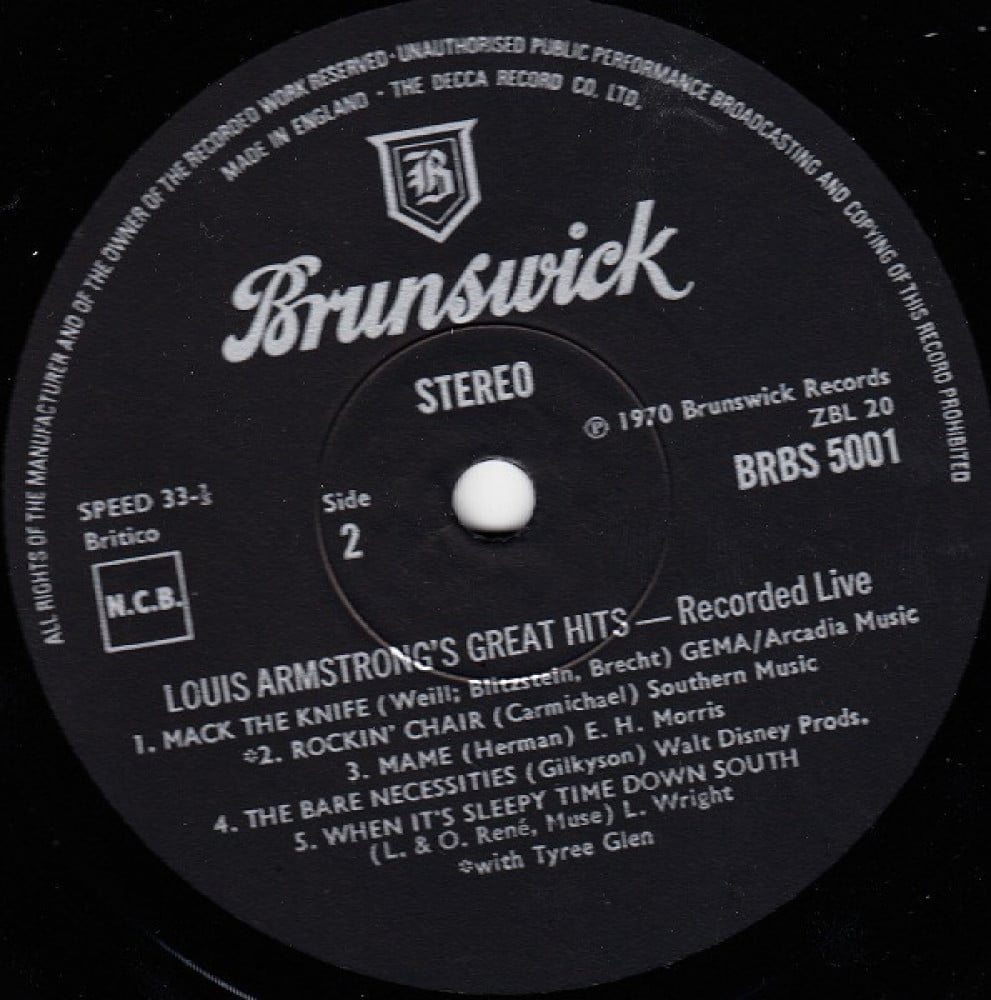 ALL RIGHTS OF THE MANUFACTURER AND OF THE OWNER OF THE RECORDED WORK RESERVED · UNAUTHORISED PUBLIC PERFORMANCE BROADCASTING AND COPYING OF THIS RECORD PROHIBITED
MADE IN ENGLAND · THE DECCA RECORD CO. LTD.
B
Brunswick
STEREO
℗ 1970 Brunswick Records
ZBL 20
BRBS 5001
SPEED 33-⅓
Britico
N.C.B.
Side
2
LOUIS ARMSTRONG'S GREAT HITS — Recorded Live
1. MACK THE KNIFE (Weill; Blitzstein, Brecht) GEMA/Arcadia Music
*2. ROCKIN' CHAIR (Carmichael) Southern Music
3. MAME (Herman) E. H. Morris
4. THE BARE NECESSITIES (Gilkyson) Walt Disney Prods.
5. WHEN IT'S SLEEPY TIME DOWN SOUTH
(L. & O. René, Muse) L. Wright
*with Tyree Glen